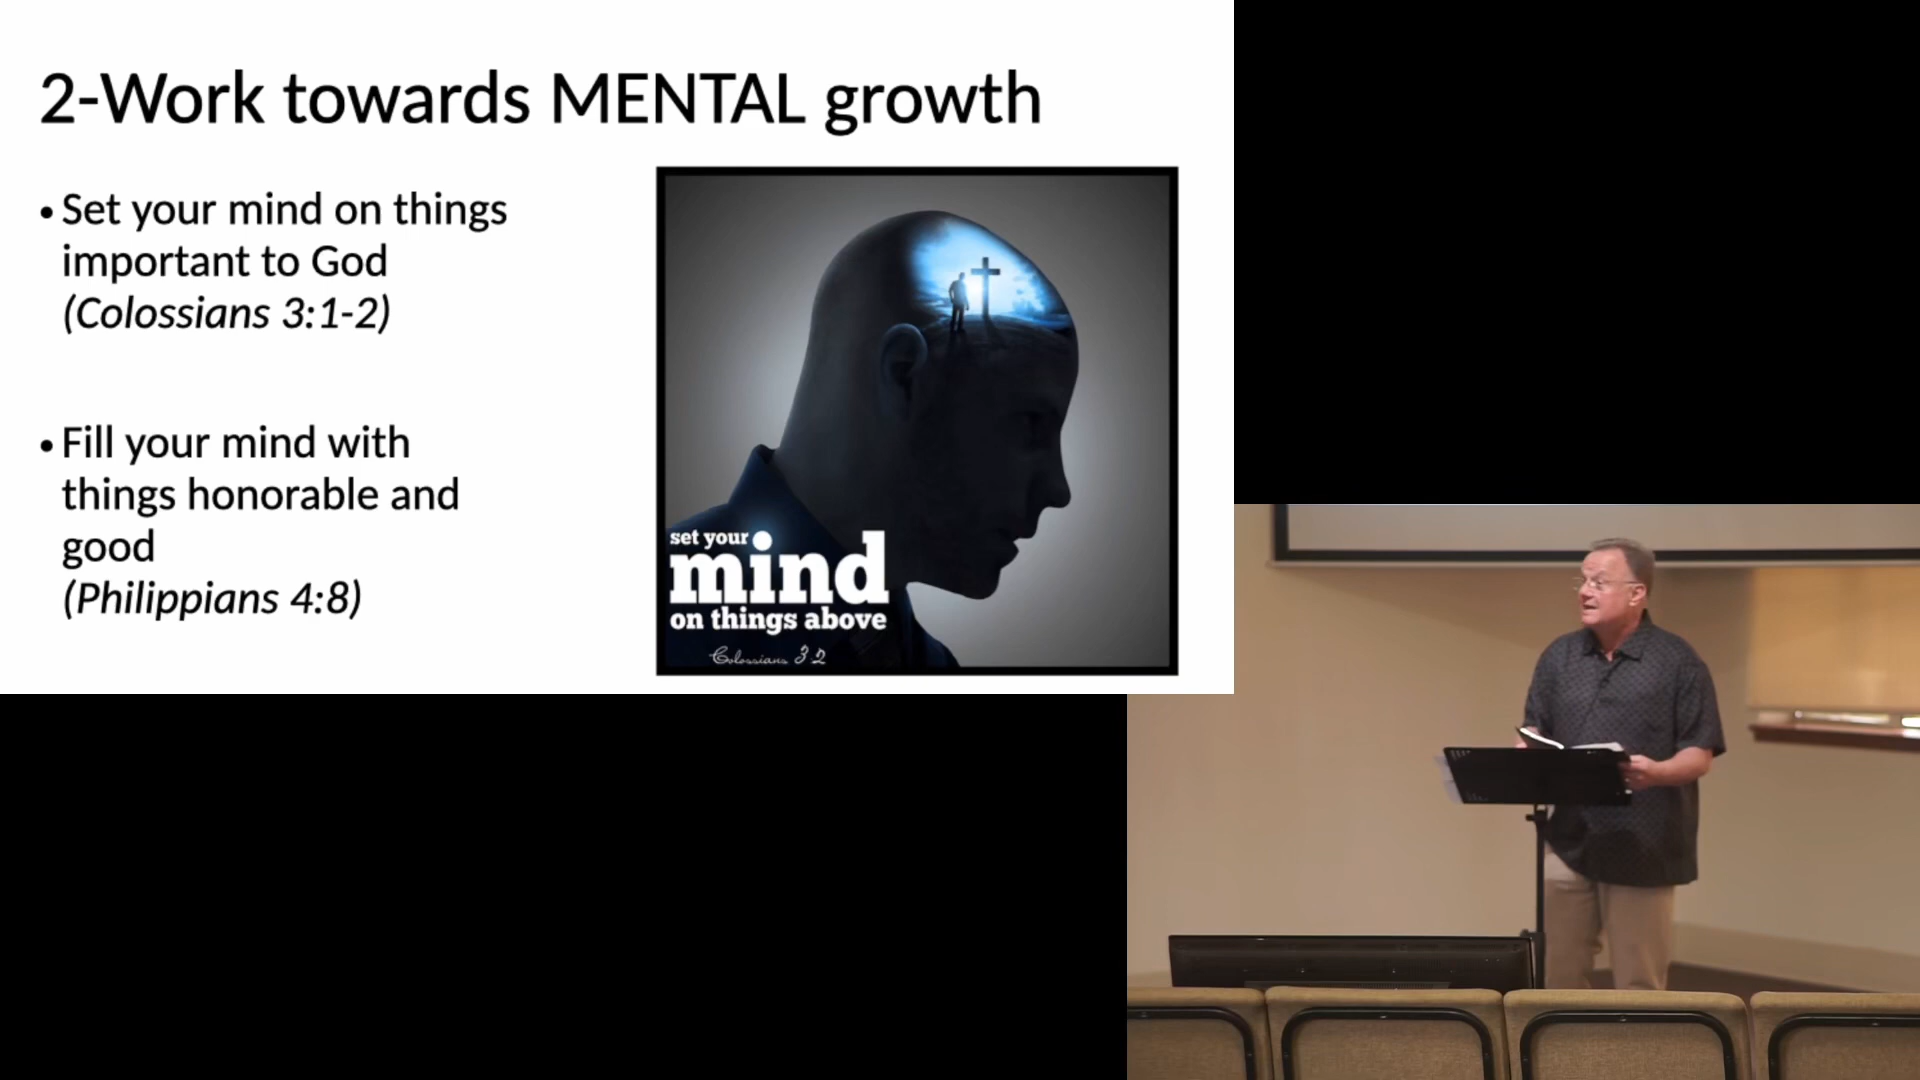 2-Work towards MENTAL growth
• Set your mind on things
important to God
(Colossians 3:1-2)
• Fill your mind with
things honorable and
good
(Philippians 4:8)
set your
mind
on things above
Colossians 3 2